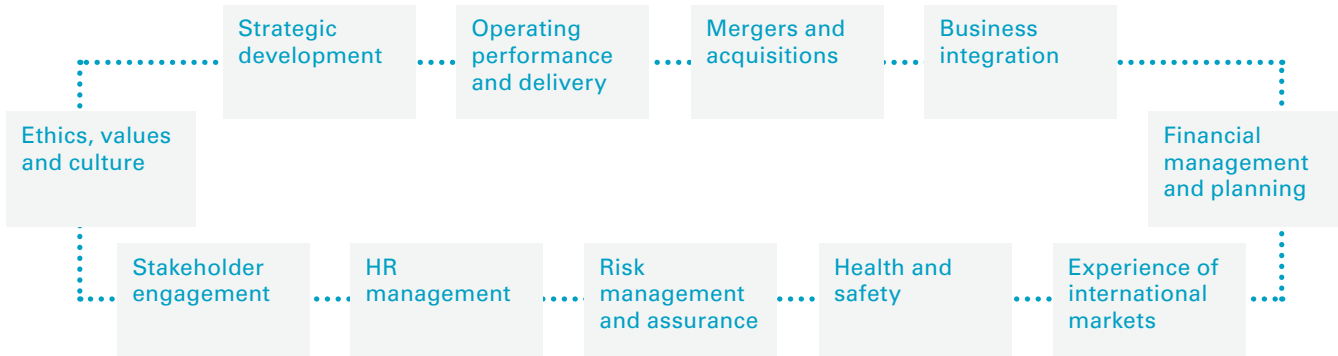 Strategic
development
Operating
performance
and delivery
Mergers and
acquisitions
Business
integration
Ethics, values
and culture
Financial
management
and planning
Stakeholder
engagement
HR
management
Risk
management
and assurance
Health and
safety
Experience of
international
markets